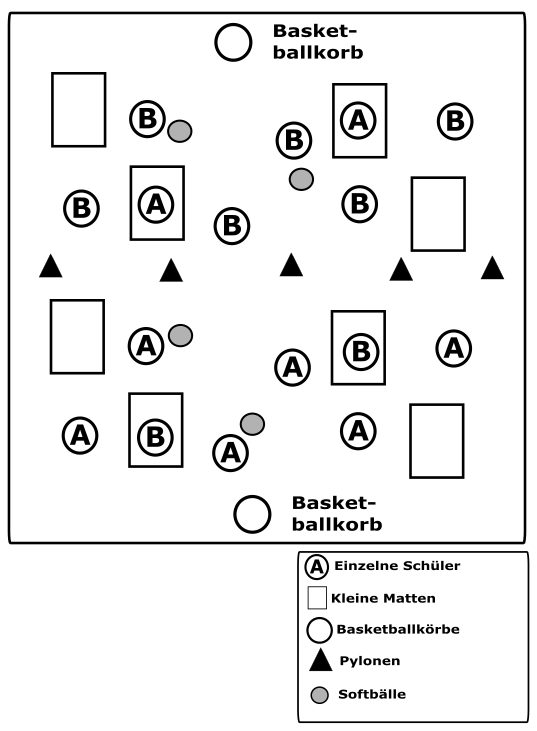 Basket-
ballkorb
B
B
A
B
B
A
B
B
A
A
B
A
A
B
A
A
Basket-
ballkorb
A Einzelne Schüler
Kleine Matten
Basketballkörbe
Pylonen
Softbälle